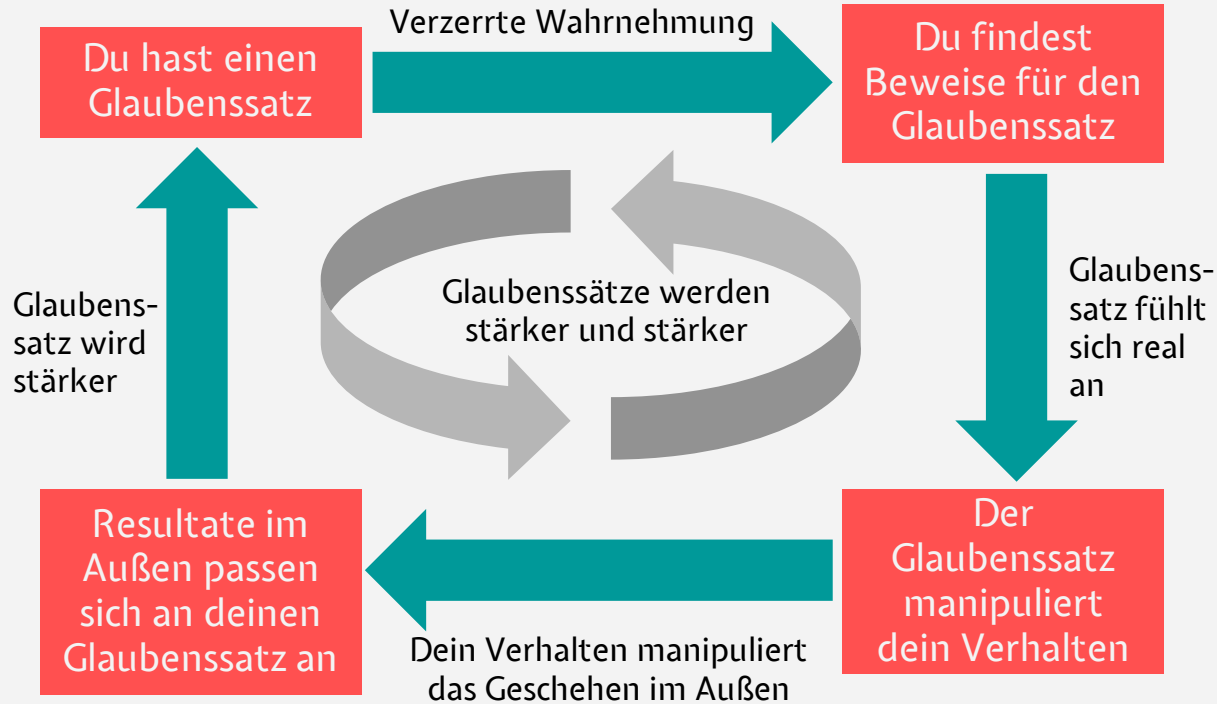 Du hast einen
Glaubenssatz
Verzerrte Wahrnehmung
Du findest
Beweise für den
Glaubenssatz
Glaubens-
satz fühlt
sich real
an
Der
Glaubenssatz
manipuliert
dein Verhalten
Dein Verhalten manipuliert
das Geschehen im Außen
Resultate im
Außen passen
sich an deinen
Glaubenssatz an
Glaubens-
satz wird
stärker
Glaubenssätze werden
stärker und stärker